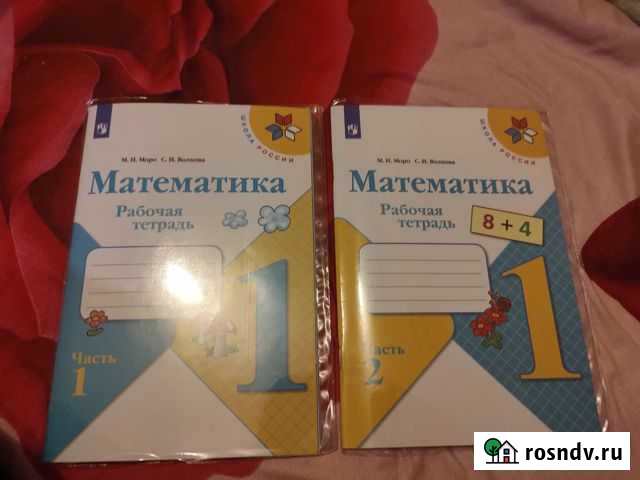 ШКОЛА РОССИИ
М. И. Моро С. И. Волкова
Математика
Рабочая
тетрадь
1
Часть
1
ШКОЛА РОССИИ
М. И. Моро С. И. Волкова
Математика
Рабочая
тетрадь
8 + 4
1
Часть
2
rosndv.ru